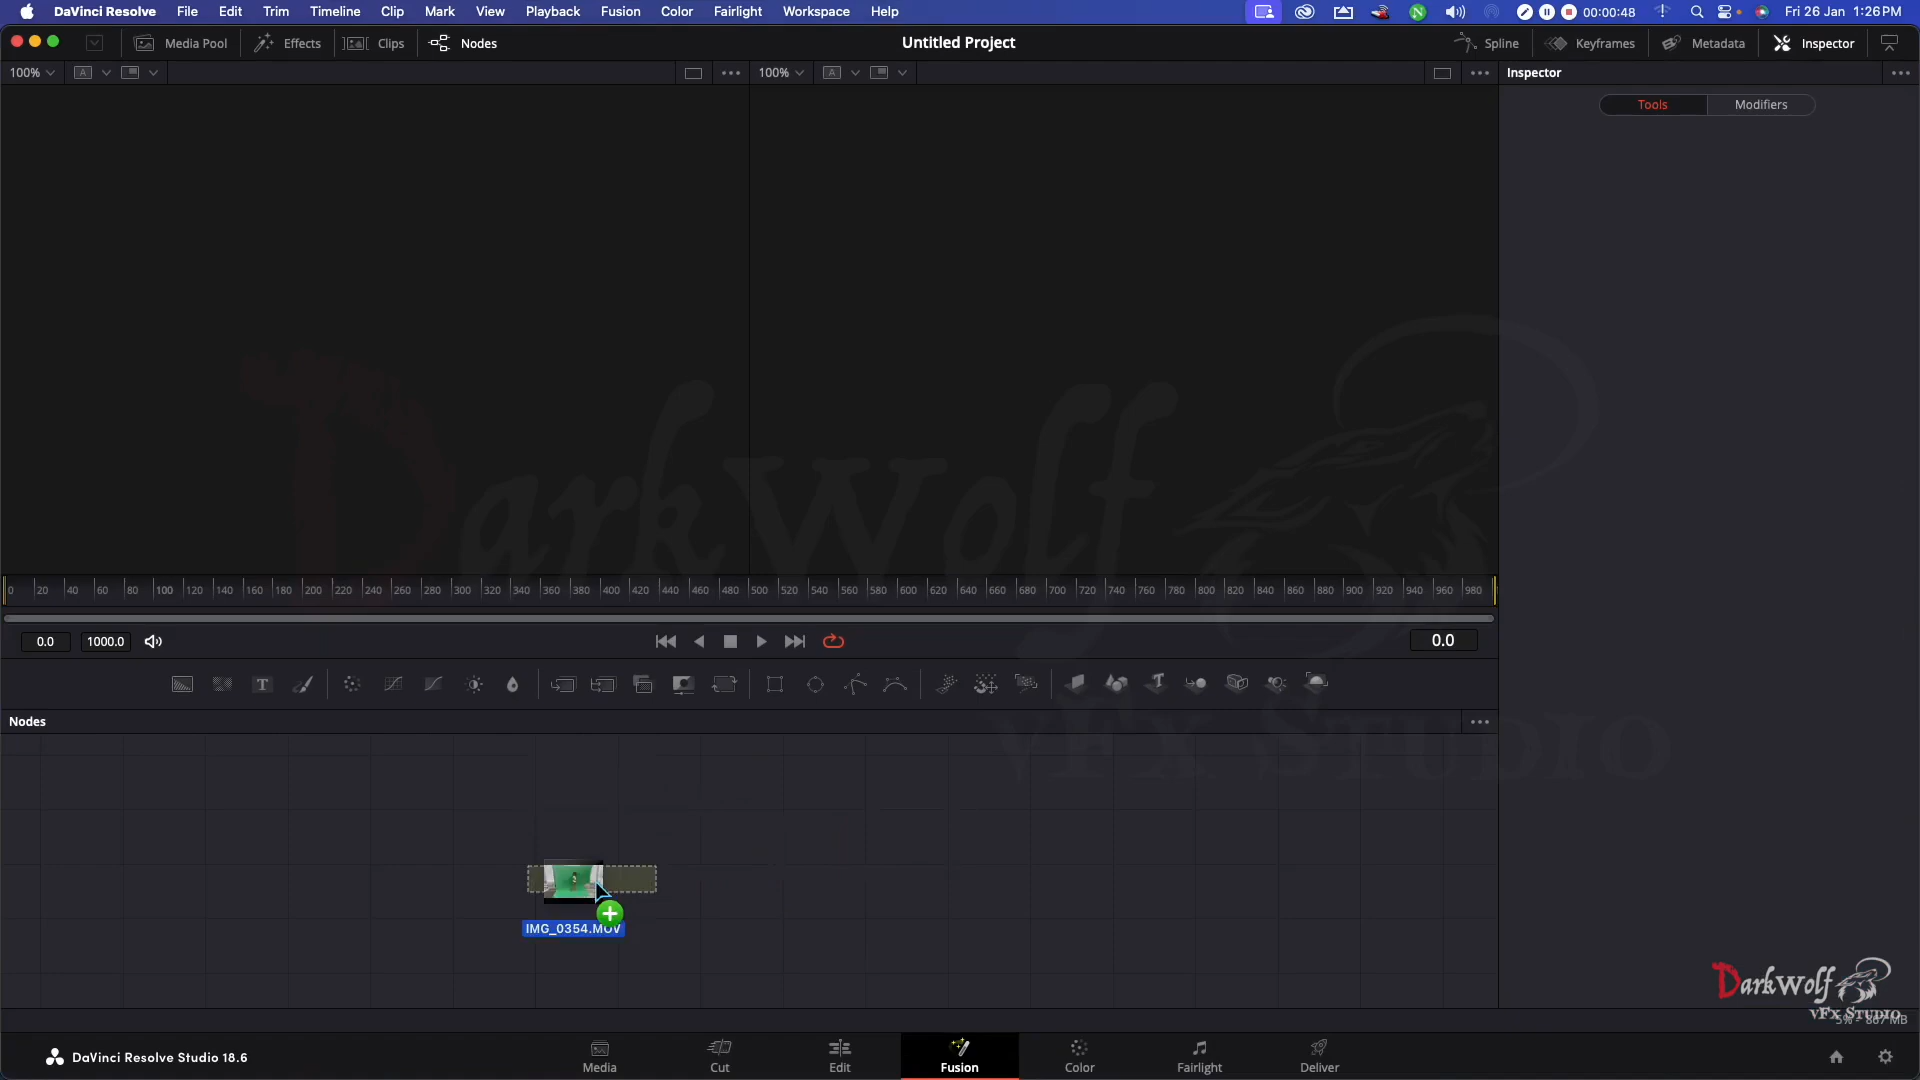 DaVinci Resolve File Edit Trim Timeline Clip Mark View Playback Fusion Color Fairlight Workspace Help 00:00:48 Fri 26 Jan 1:26 PM
Media Pool Effects Clips Nodes Untitled Project Spline Keyframes Metadata Inspector
100% A 100% A Inspector
Tools Modifiers
DarkWolf
0 20 40 60 80 100 120 140 160 180 200 220 240 260 280 300 320 340 360 380 400 420 440 460 480 500 520 540 560 580 600 620 640 660 680 700 720 740 760 780 800 820 840 860 880 900 920 940 960 980
0.0 1000.0 0.0
T
Nodes
vFx Studio
IMG_0354.MOV
DarkWolf
vFx Studio
5% - 867 MB
DaVinci Resolve Studio 18.6 Media Cut Edit Fusion Color Fairlight Deliver